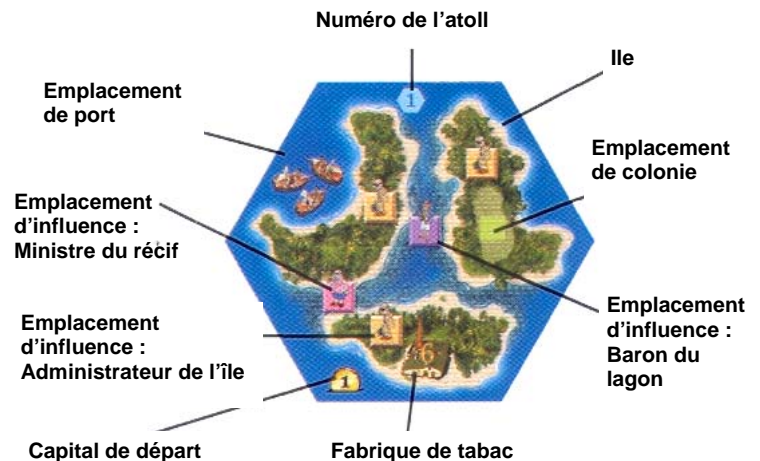 Numéro de l'atoll
Ile
Emplacement
de port
1
Emplacement
de colonie
Emplacement
d'influence :
Ministre du récif
Emplacement
d'influence :
Administrateur de l'île
Emplacement
d'influence :
Baron du
lagon
6
1
Capital de départ
Fabrique de tabac